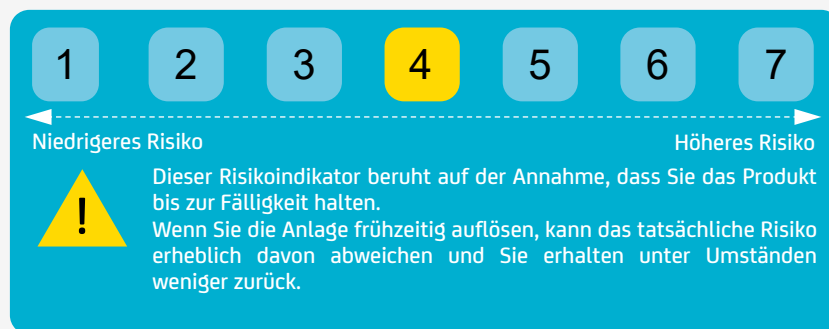 1 2 3 4 5 6 7
Niedrigeres Risiko Höheres Risiko
!
Dieser Risikoindikator beruht auf der Annahme, dass Sie das Produkt
bis zur Fälligkeit halten.
Wenn Sie die Anlage frühzeitig auflösen, kann das tatsächliche Risiko
erheblich davon abweichen und Sie erhalten unter Umständen
weniger zurück.